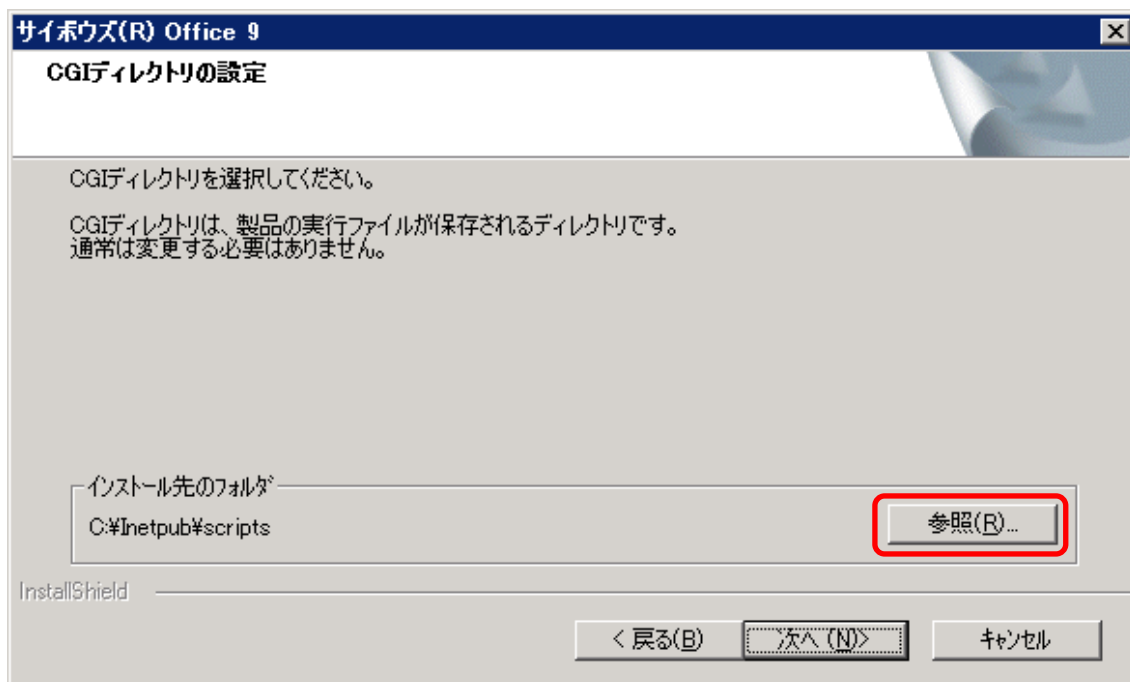 サイボウズ(R) Office 9
CGIディレクトリの設定
CGIディレクトリを選択してください。
CGIディレクトリは、製品の実行ファイルが保存されるディレクトリです。
通常は変更する必要はありません。
インストール先のフォルダ
C:¥Inetpub¥scripts
参照(R)...
InstallShield
< 戻る(B)
次へ (N)>
キャンセル